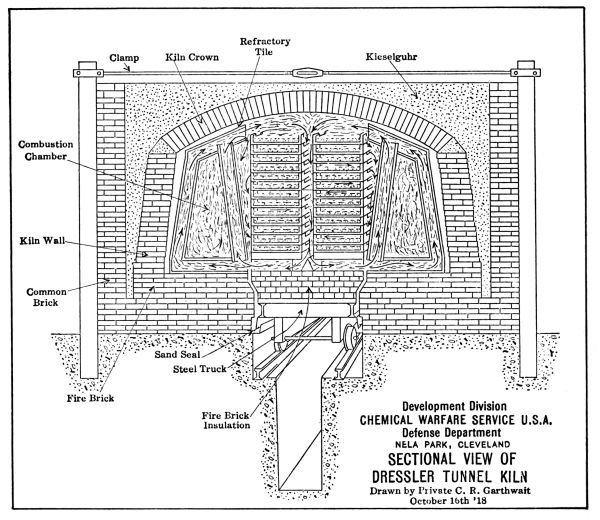 Refractory
Tile
Clamp
Kiln Crown
Kieselguhr
Combustion
Chamber
Kiln Wall
Common
Brick
Sand Seal
Steel Truck
Fire Brick
Fire Brick
Insulation
Development Division
CHEMICAL WARFARE SERVICE U.S.A.
Defense Department
NELA PARK, CLEVELAND
SECTIONAL VIEW OF
DRESSLER TUNNEL KILN
Drawn by Private C. R. Garthwait
October 16th '18